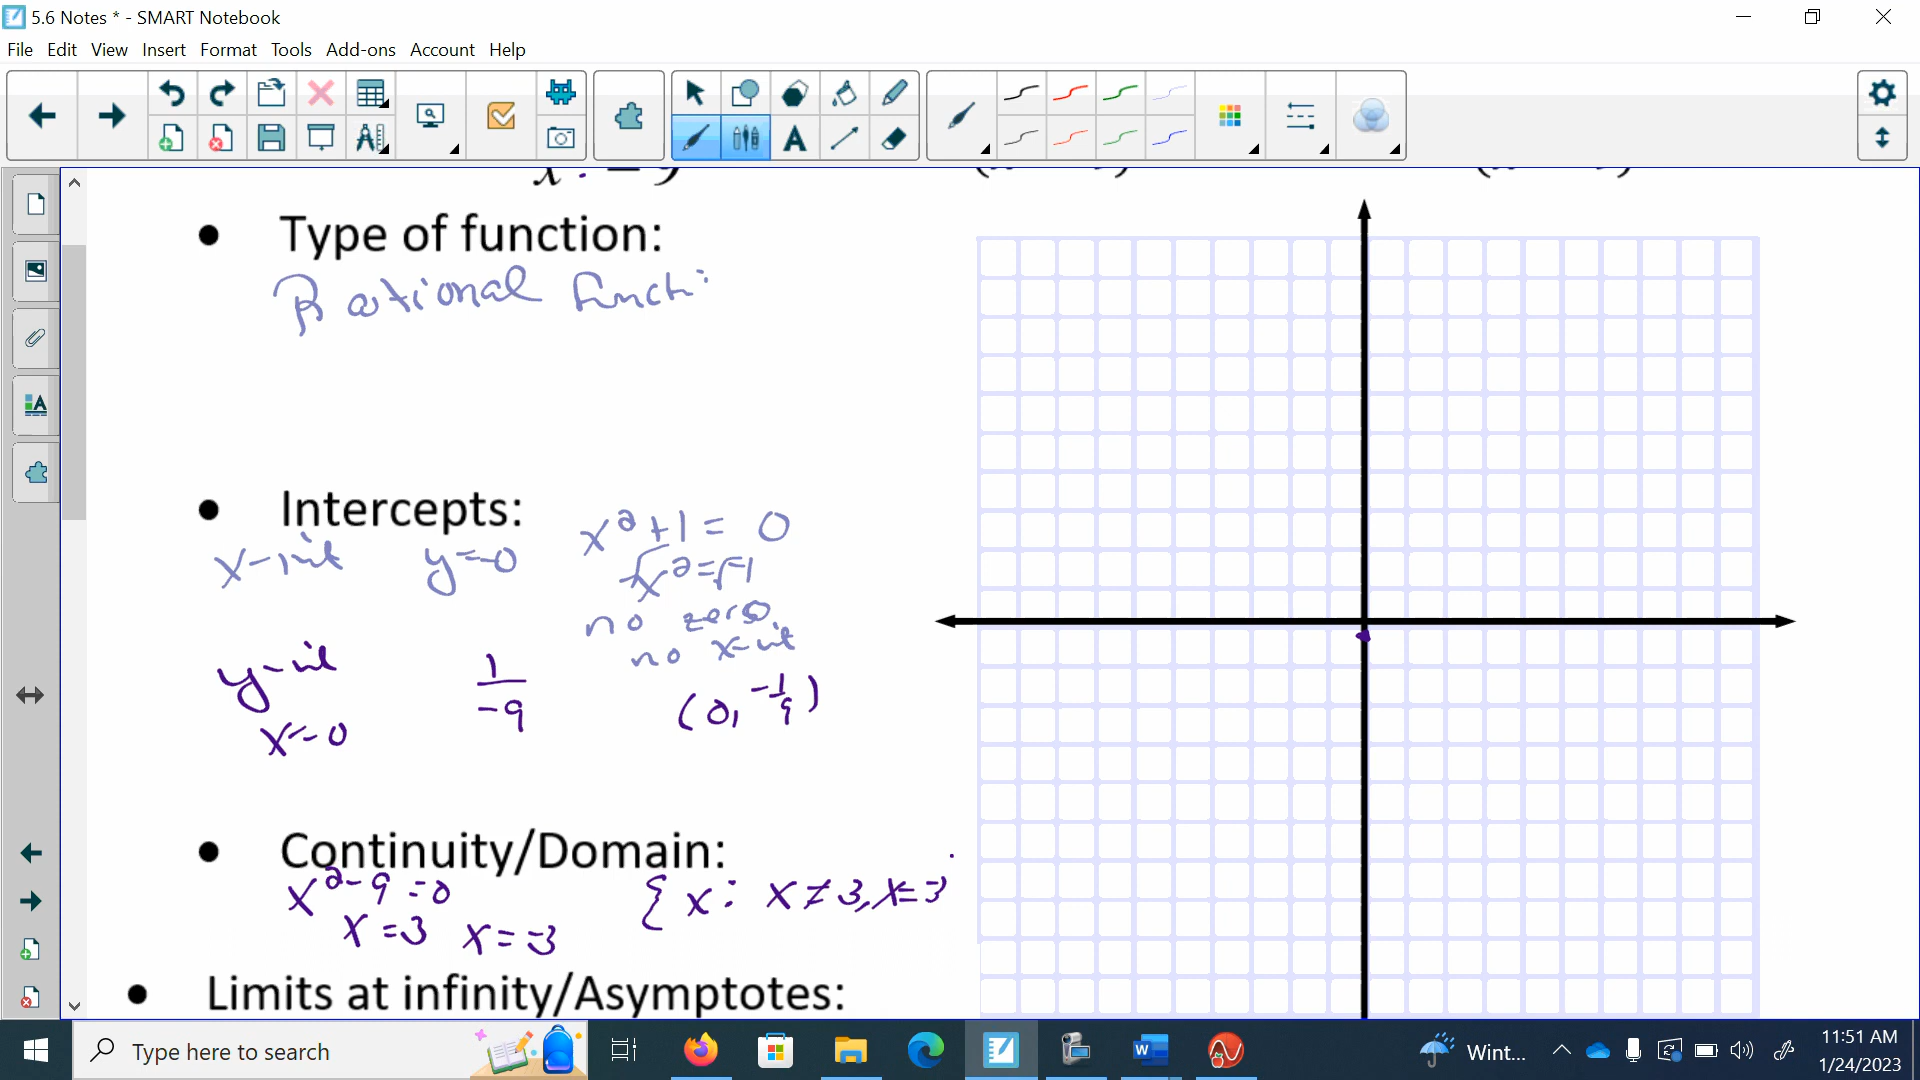 5.6 Notes * - SMART Notebook
File Edit View Insert Format Tools Add-ons Account Help
• Type of function:
Rational functi
• Intercepts:
x-int y=0 x²+1 = 0
√x²=√-1
no zeros
no x-int
y-int 1/-9 (0, -1/9)
x=0
• Continuity/Domain:
x²-9=0 { x: x≠3, x=-3
x=3 x=-3
• Limits at infinity/Asymptotes:
Type here to search
Wint...
11:51 AM
1/24/2023